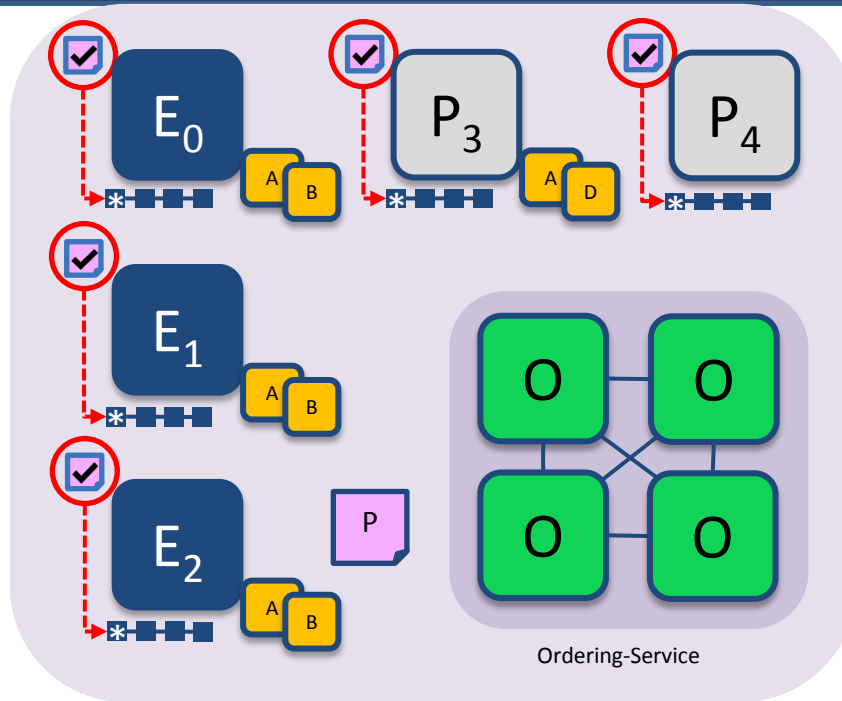 E₀
P₃
P₄
A
B
A
D
*
*
*
E₁
A
B
*
O
O
E₂
P
O
O
A
B
*
Ordering-Service